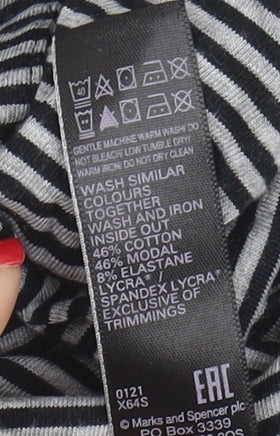 40
GENTLE MACHINE WARM WASH/ DO
NOT BLEACH/ LOW TUMBLE DRY/
WARM IRON/ DO NOT DRY CLEAN
WASH SIMILAR
COLOURS
TOGETHER
WASH AND IRON
INSIDE OUT
46% COTTON
46% MODAL
8% ELASTANE
LYCRA® /
SPANDEX LYCRA®
EXCLUSIVE OF
TRIMMINGS
0121
X64S
EAC
© Marks and Spencer plc
PO Box 3339